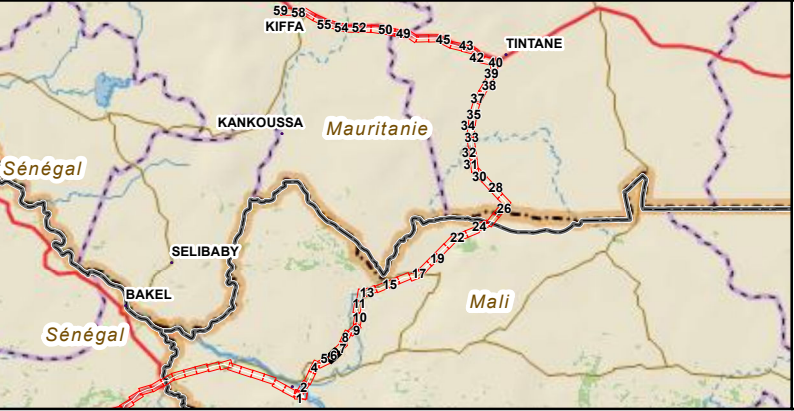 59 58
55 54 52 50 49
KIFFA
45 43
TINTANE
42 40
39
38
37
35
KANKOUSSA
Mauritanie
34
33
32
31
Sénégal
30
28
26
24
22
SELIBABY
19
17
15
13
BAKEL
Mali
11
10
9
Sénégal
8
7
5 6
4
2
1